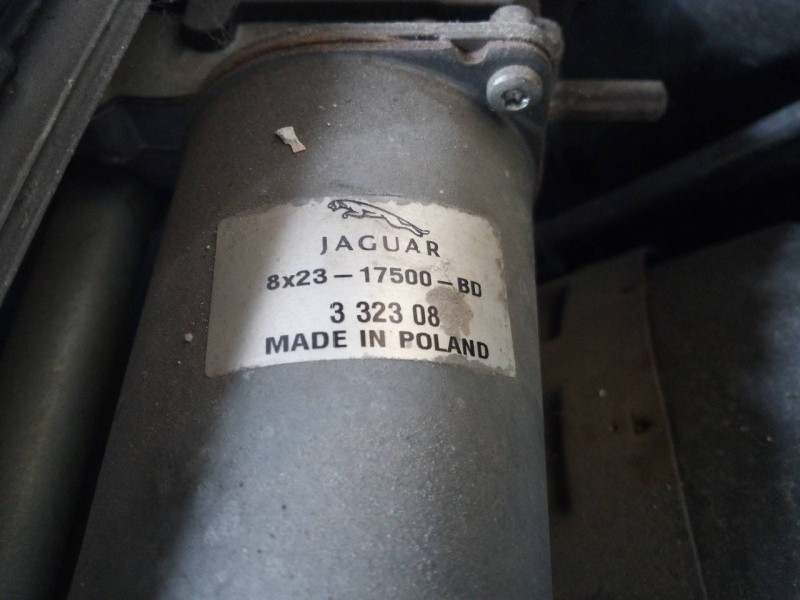 JAGUAR
8x23-17500-BD
3 323 08
MADE IN POLAND